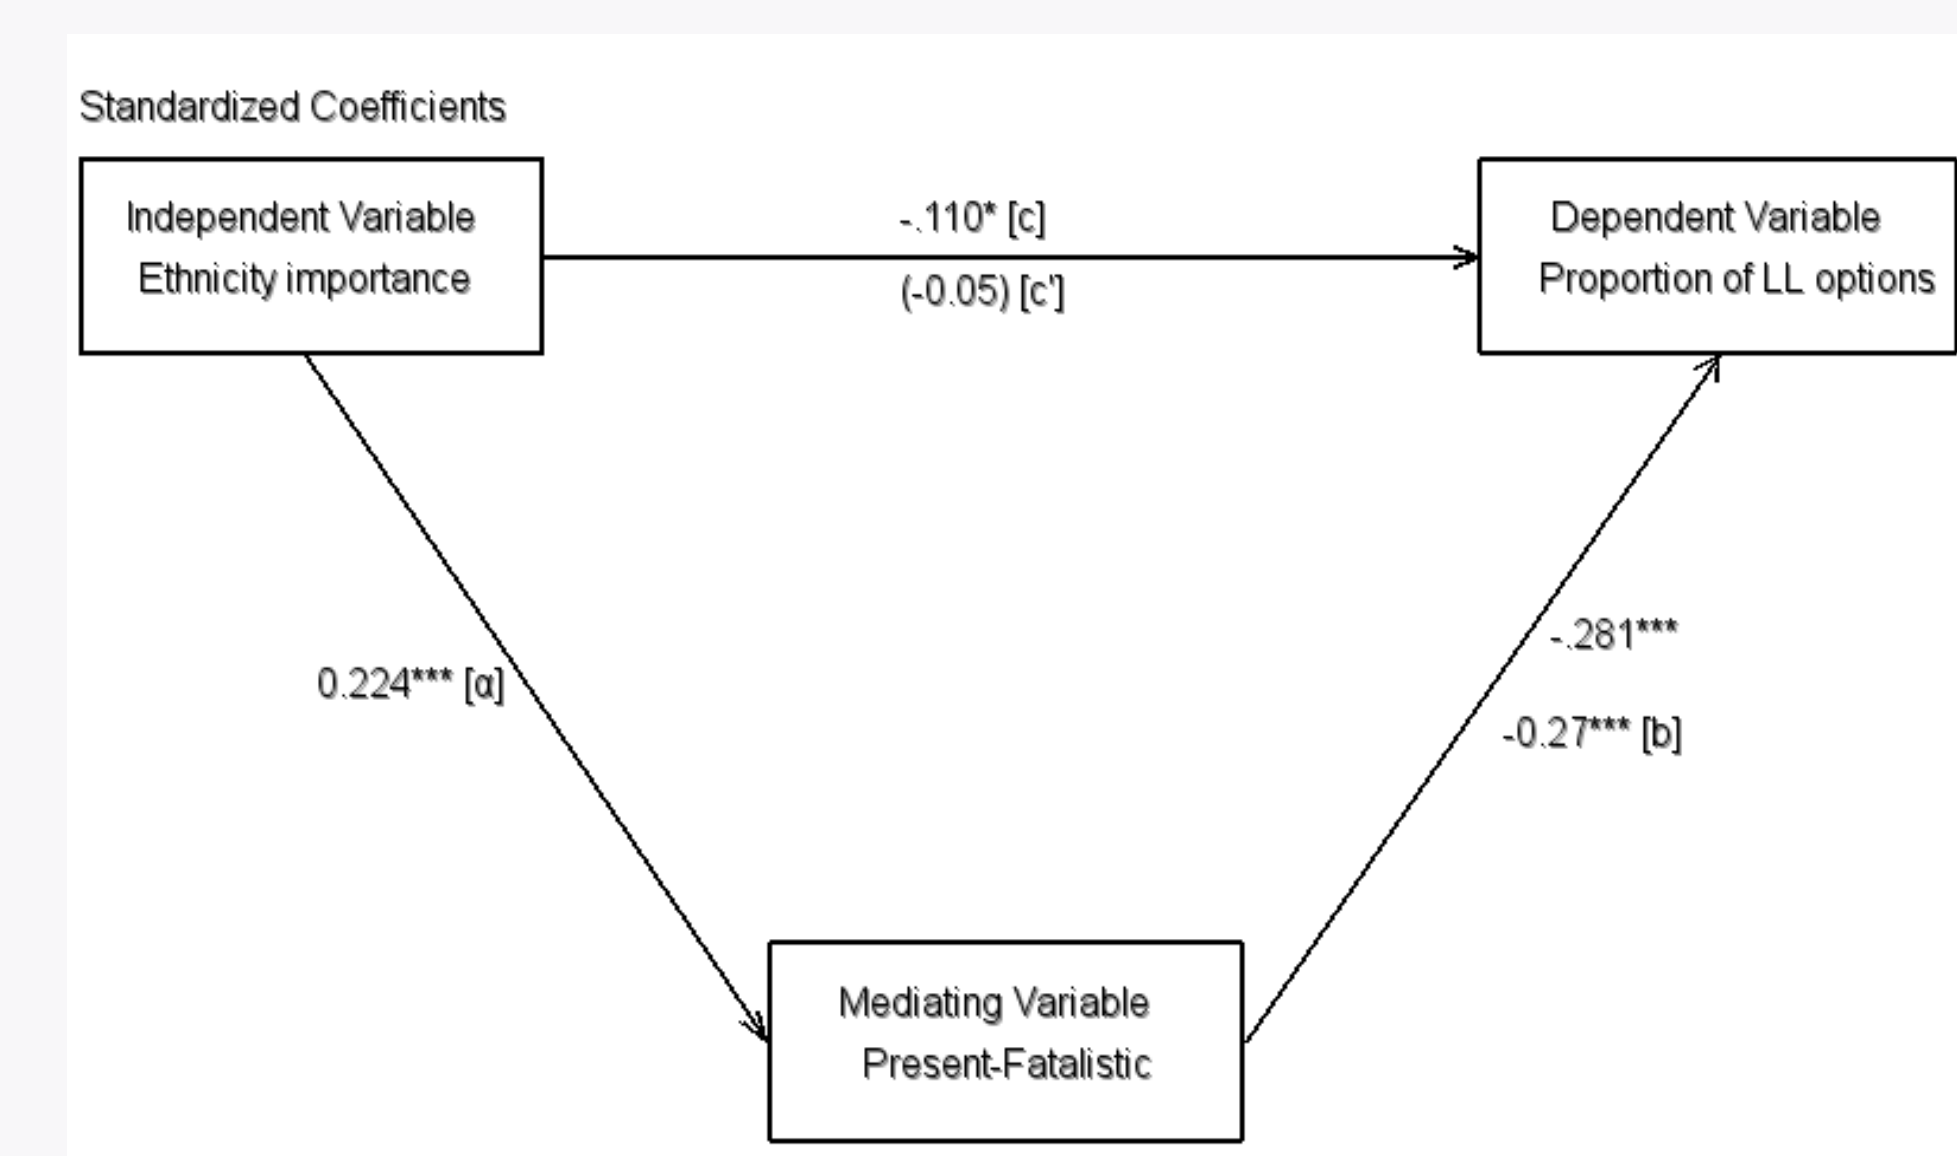 Standardized Coefficients
Independent Variable
Ethnicity importance
-.110* [c]
(-0.05) [c']
Dependent Variable
Proportion of LL options
0.224*** [α]
-.281***
-0.27*** [b]
Mediating Variable
Present-Fatalistic